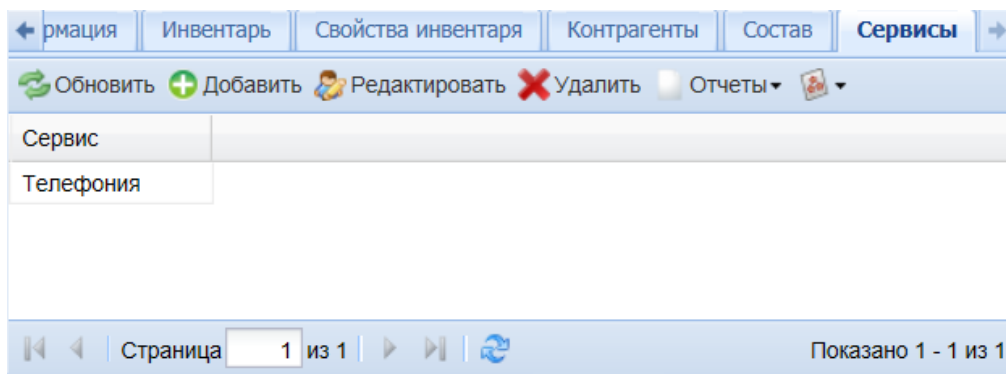 рмация Инвентарь Свойства инвентаря Контрагенты Состав Сервисы
Обновить Добавить Редактировать Удалить Отчеты
Сервис
Телефония
Страница 1 из 1 Показано 1 - 1 из 1